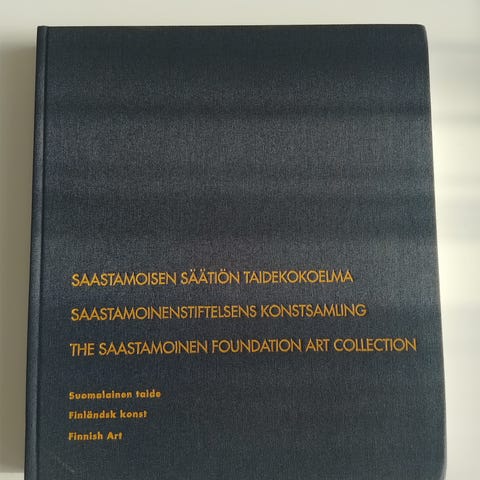 SAASTAMOISEN SÄÄTIÖN TAIDEKOKOELMA
SAASTAMOINENSTIFTELSENS KONSTSAMLING
THE SAASTAMOINEN FOUNDATION ART COLLECTION
Suomalainen taide
Finländsk konst
Finnish Art